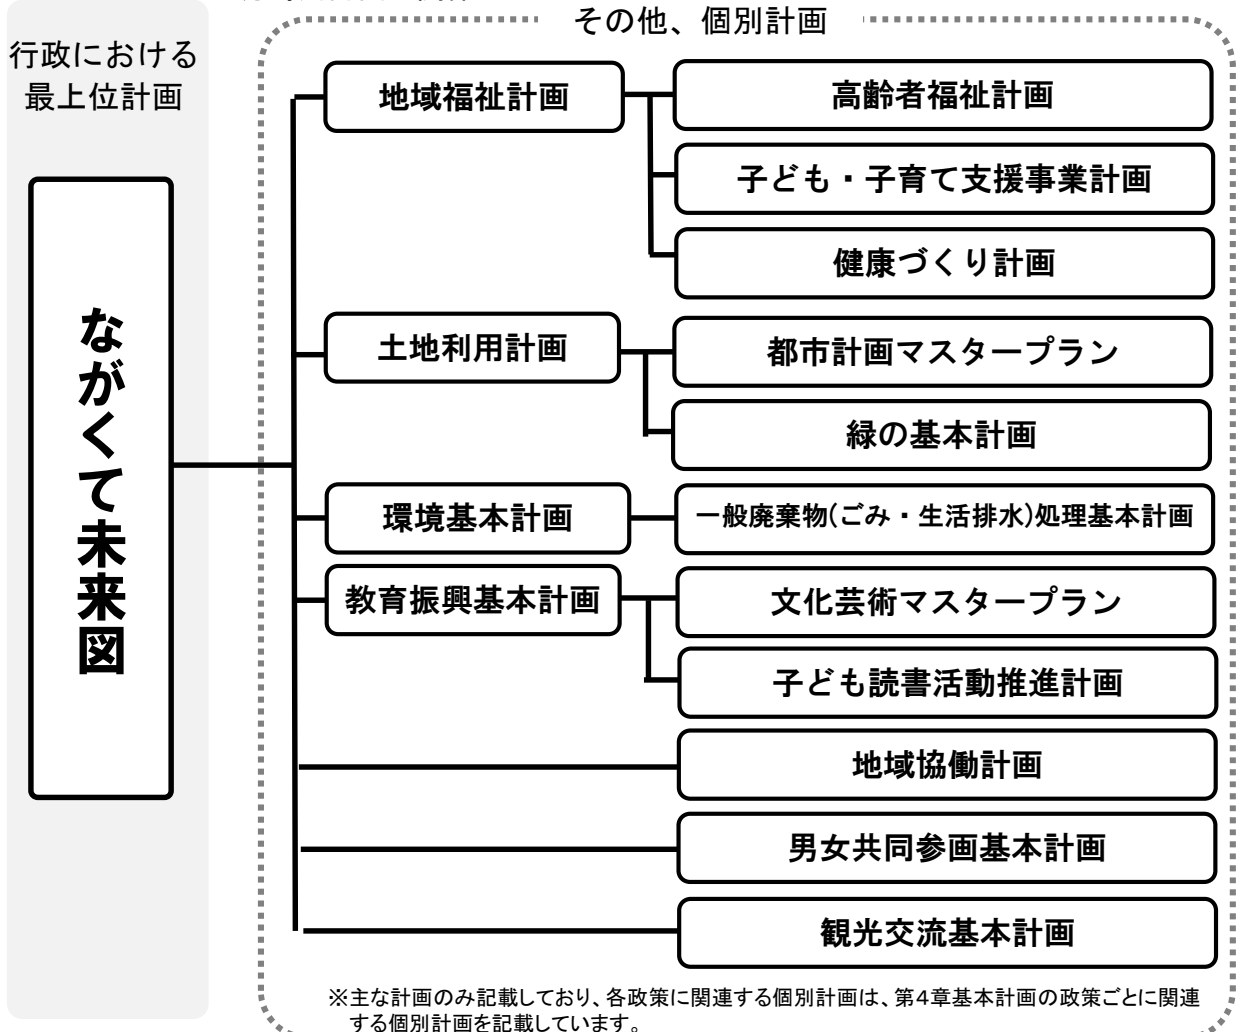 その他、個別計画
行政における
最上位計画
ながくて未来図
地域福祉計画
高齢者福祉計画
子ども・子育て支援事業計画
健康づくり計画
土地利用計画
都市計画マスタープラン
緑の基本計画
環境基本計画
一般廃棄物(ごみ・生活排水)処理基本計画
教育振興基本計画
文化芸術マスタープラン
子ども読書活動推進計画
地域協働計画
男女共同参画基本計画
観光交流基本計画
※主な計画のみ記載しており、各政策に関連する個別計画は、第4章基本計画の政策ごとに関連
する個別計画を記載しています。